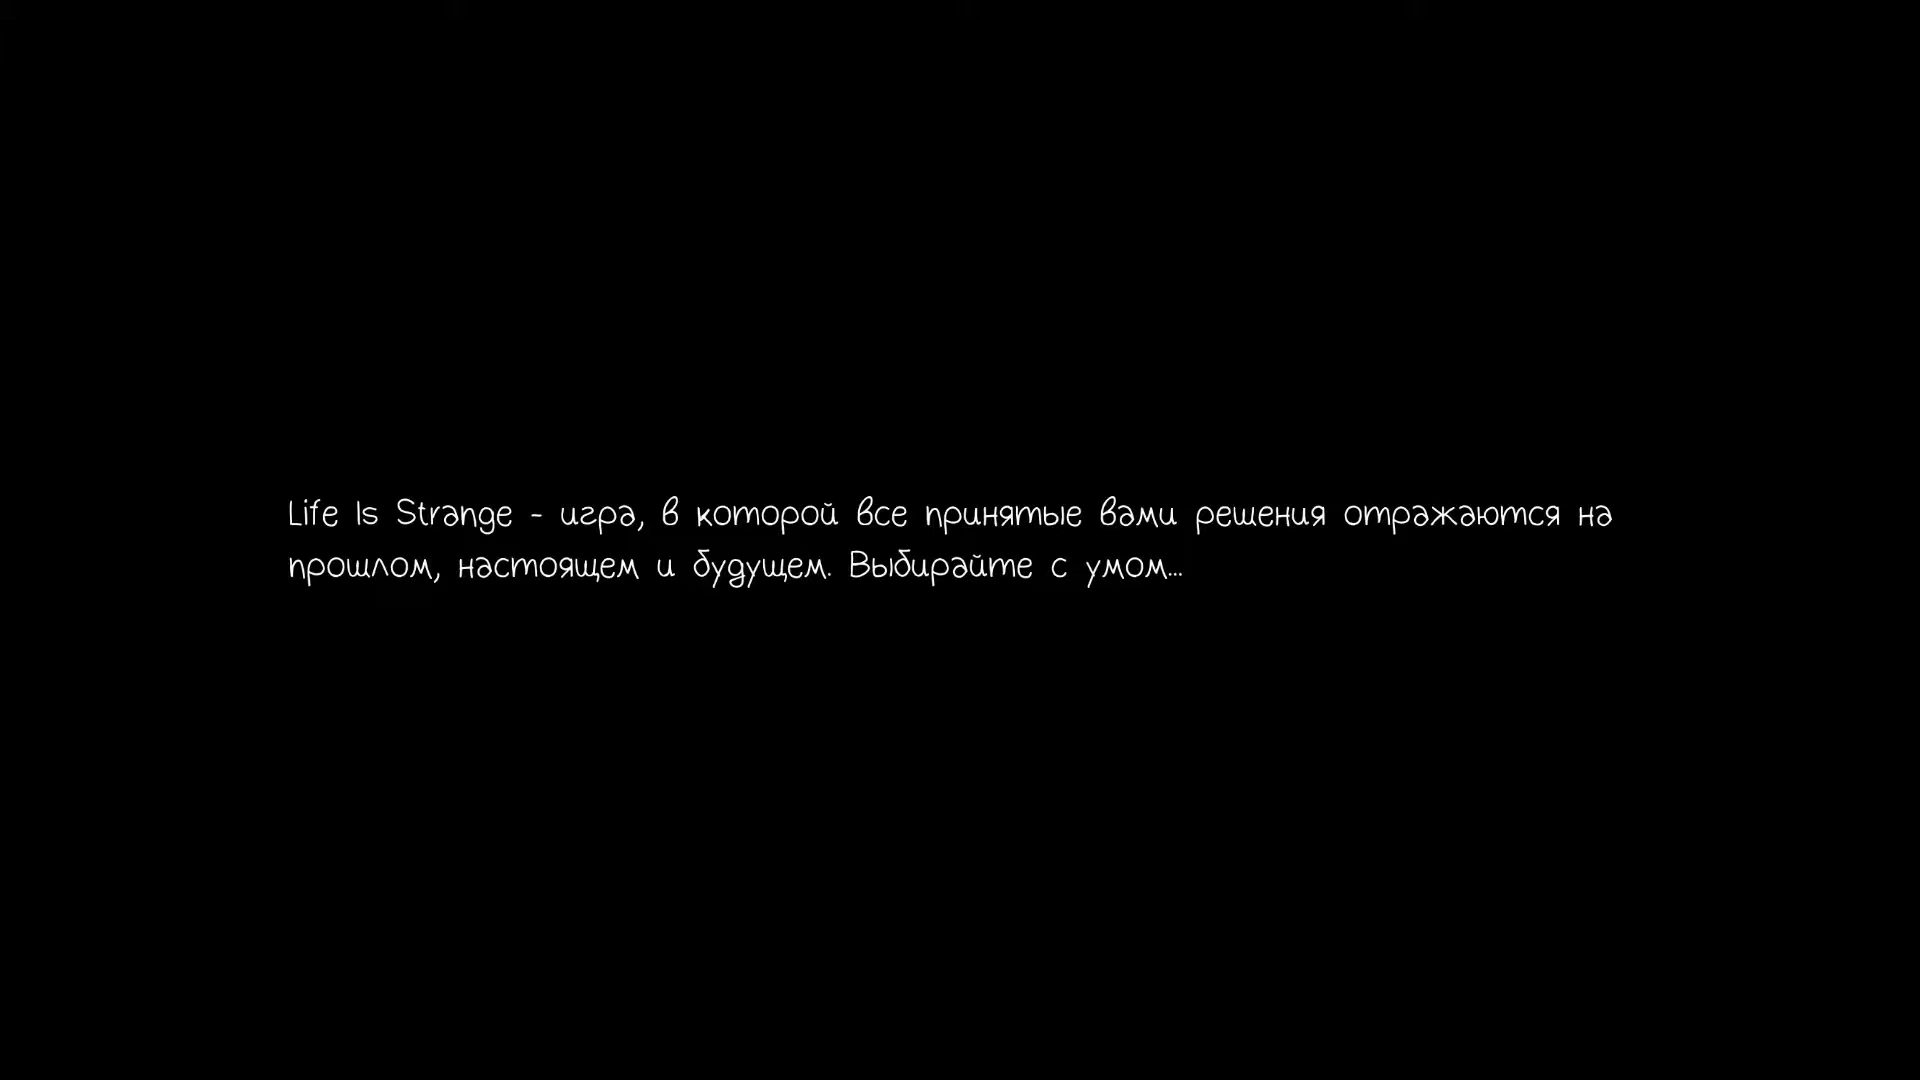 Life Is Strange - игра, в которой все принятые вами решения отражаются на
прошлом, настоящем и будущем. Выбирайте с умом...